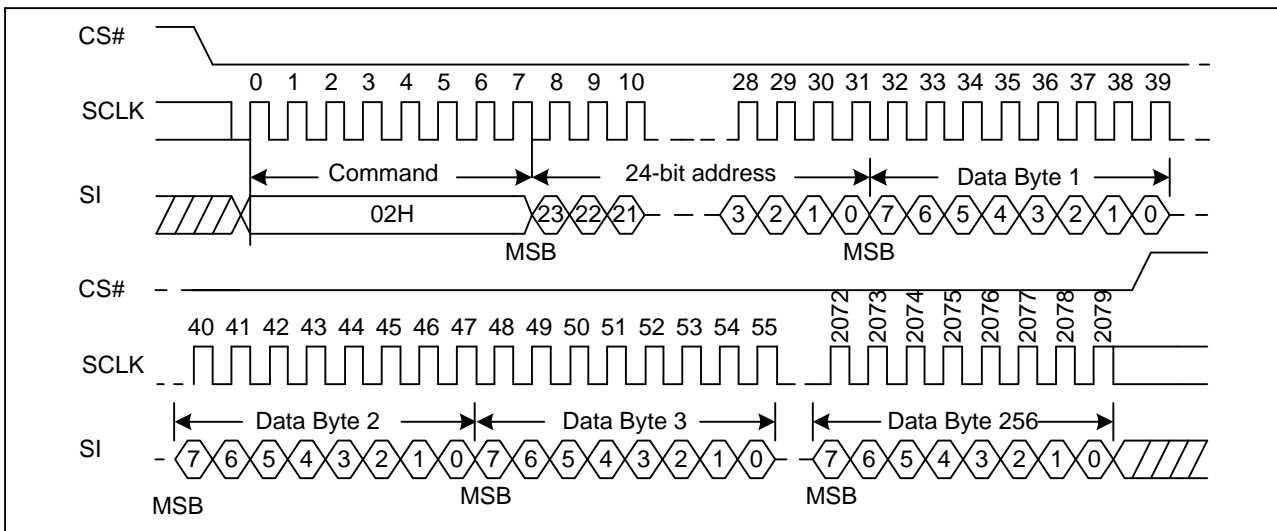 CS#
0 1 2 3 4 5 6 7 8 9 10 28 29 30 31 32 33 34 35 36 37 38 39
SCLK
Command 24-bit address Data Byte 1
SI
02H 23 22 21 3 2 1 0 7 6 5 4 3 2 1 0
MSB MSB
CS#
40 41 42 43 44 45 46 47 48 49 50 51 52 53 54 55 2072 2073 2074 2075 2076 2077 2078 2079
SCLK
Data Byte 2 Data Byte 3 Data Byte 256
SI
7 6 5 4 3 2 1 0 7 6 5 4 3 2 1 0 7 6 5 4 3 2 1 0
MSB MSB MSB